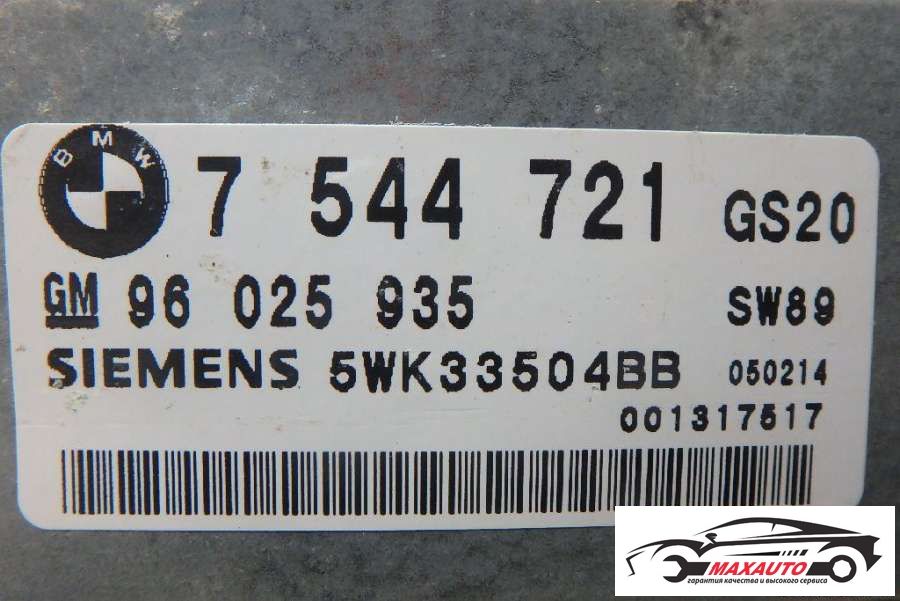 BMW 7 544 721 GS20
GM 96 025 935 SW89
SIEMENS 5WK33504BB 050214
001317517
MAXAUTO
гарантия качества и высокого сервиса